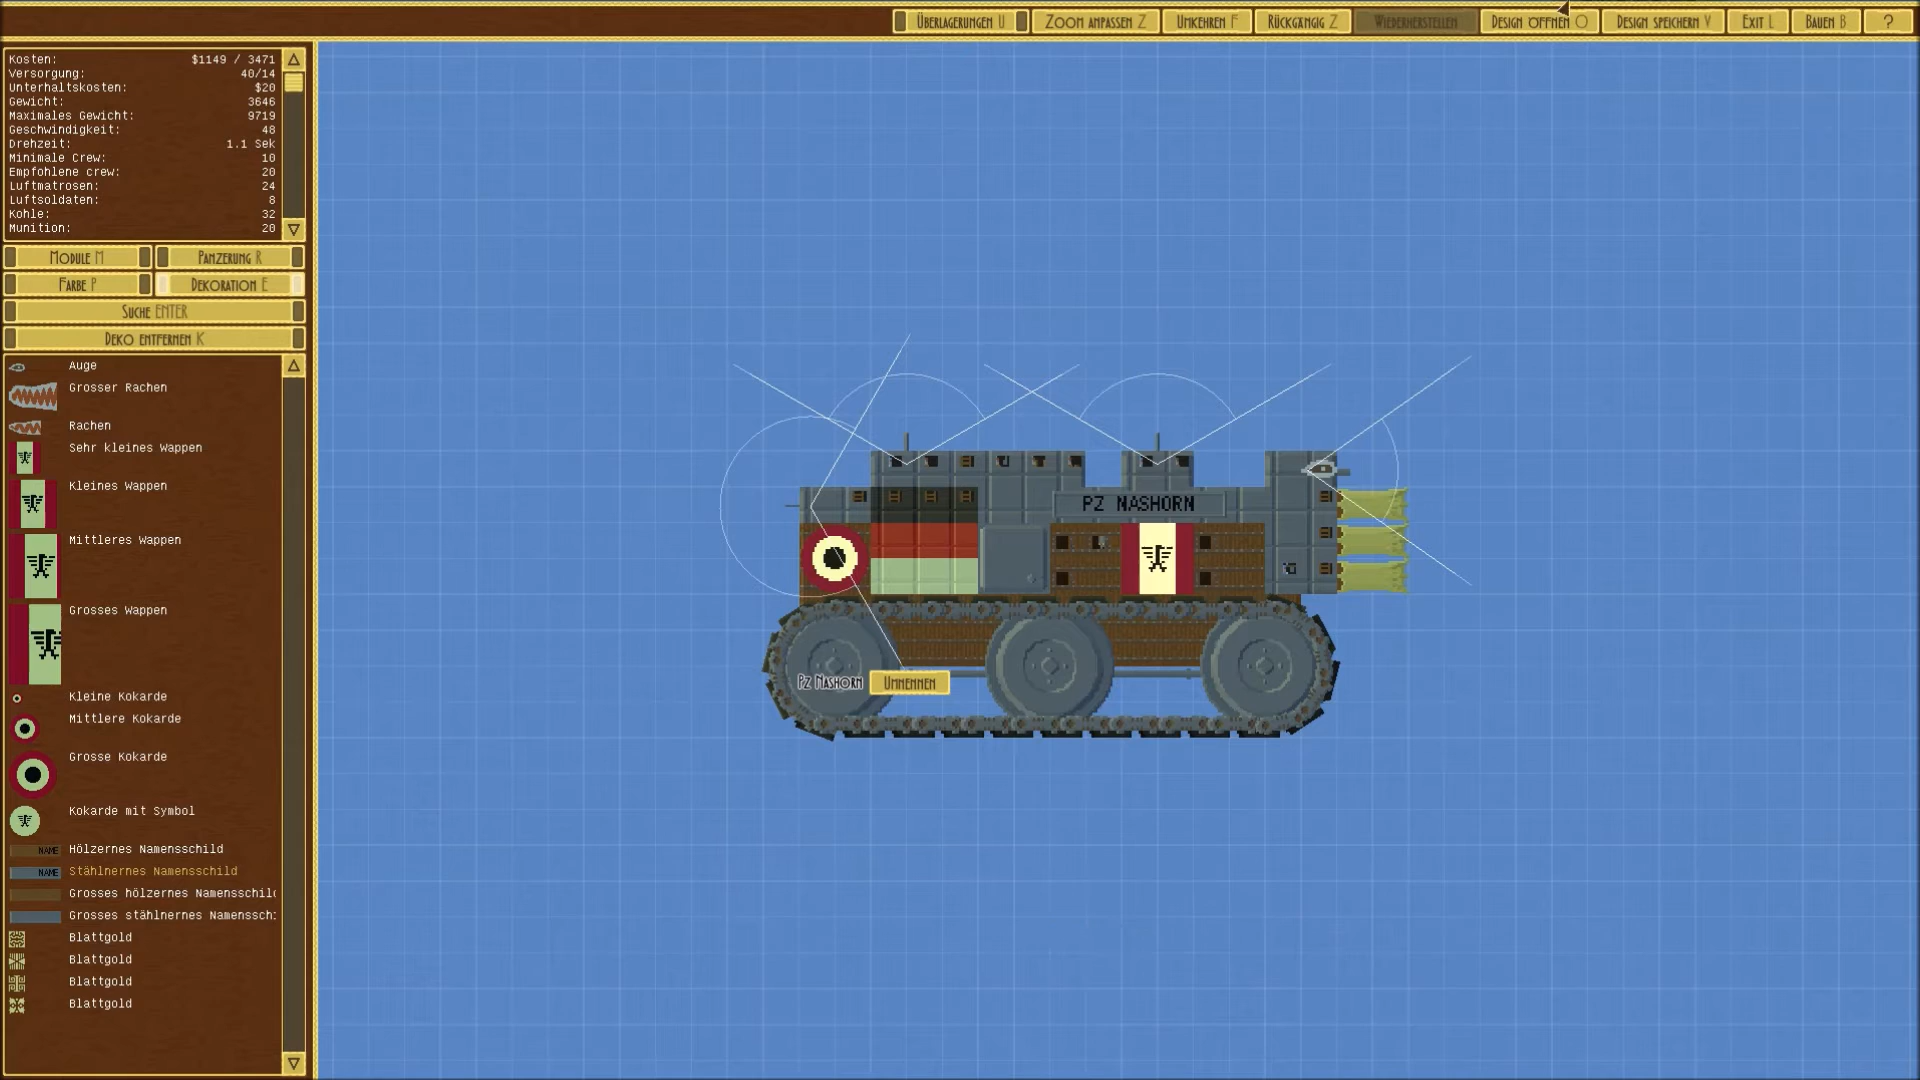 ÜBERLAGERUNGEN U
ZOOM ANPASSEN Z
UMKEHREN F
RÜCKGÄNGIG Z
WIEDERHERSTELLEN
DESIGN ÖFFNEN O
DESIGN SPEICHERN V
EXIT L
BAUEN B
?
Kosten: $1149 / 3471
Versorgung: 40/14
Unterhaltskosten: $20
Gewicht: 3646
Maximales Gewicht: 9719
Geschwindigkeit: 48
Drehzeit: 1.1 Sek
Minimale Crew: 10
Empfohlene crew: 20
Luftmatrosen: 24
Luftsoldaten: 8
Kohle: 32
Munition: 20
MODULE M
PANZERUNG R
FARBE P
DEKORATION E
SUCHE ENTER
DEKO ENTFERNEN K
Auge
Grosser Rachen
Rachen
Sehr kleines Wappen
Kleines Wappen
Mittleres Wappen
Grosses Wappen
Kleine Kokarde
Mittlere Kokarde
Grosse Kokarde
Kokarde mit Symbol
NAME Hölzernes Namensschild
NAME Stählnernes Namensschild
Grosses hölzernes Namensschild
Grosses stählnernes Namenssch
Blattgold
Blattgold
Blattgold
Blattgold
PZ NASHORN
PZ NASHORN
UMNENNEN